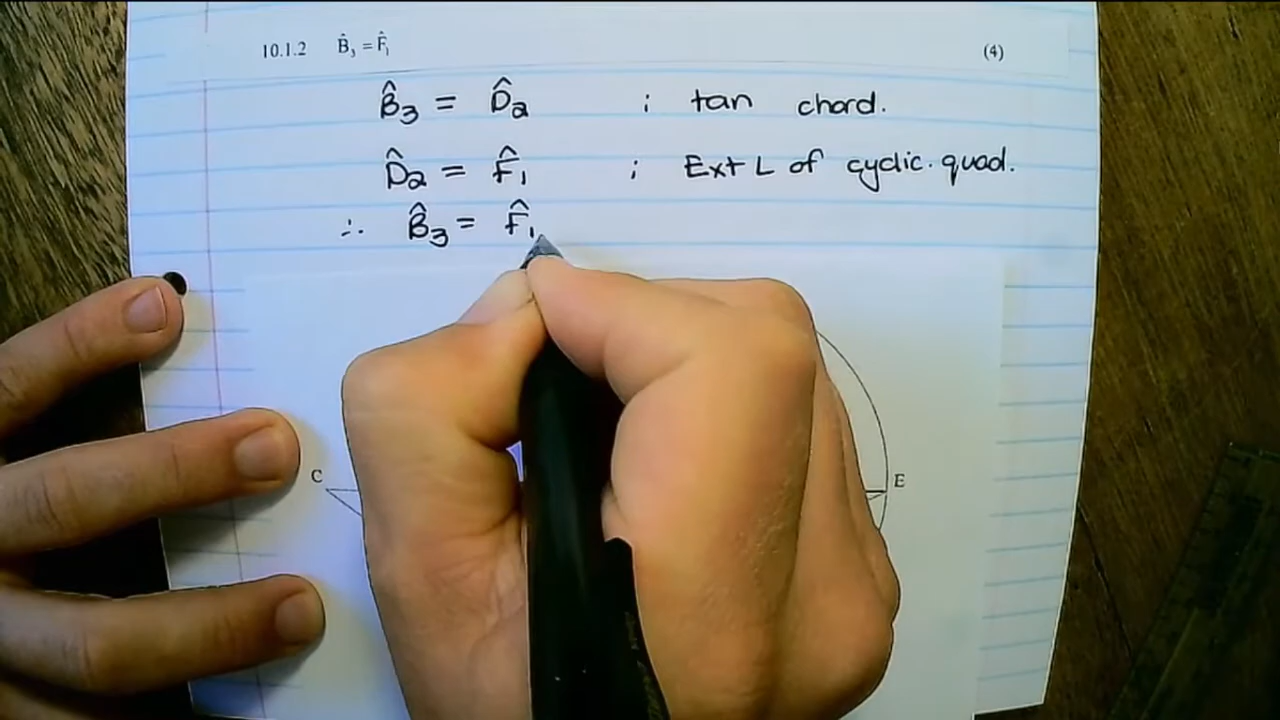 10.1.2 B̂₃ = F̂₁ (4)
B̂₃ = D̂₂ ; tan chord.
D̂₂ = F̂₁ ; Ext L of cyclic quad.
∴ B̂₃ = F̂₁
C E